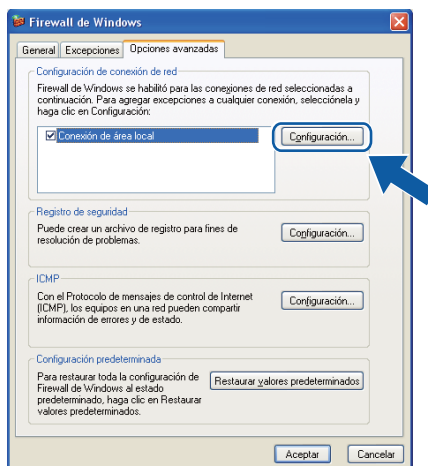 Firewall de Windows
General
Excepciones
Opciones avanzadas
Configuración de conexión de red
Firewall de Windows se habilitó para las conexiones de red seleccionadas a
continuación. Para agregar excepciones a cualquier conexión, selecciónela y
haga clic en Configuración:
Conexión de área local
Configuración...
Registro de seguridad
Puede crear un archivo de registro para fines de
resolución de problemas.
Configuración...
ICMP
Con el Protocolo de mensajes de control de Internet
(ICMP), los equipos en una red pueden compartir
información de errores y de estado.
Configuración...
Configuración predeterminada
Para restaurar toda la configuración de
Firewall de Windows al estado
predeterminado, haga clic en Restaurar
valores predeterminados.
Restaurar valores predeterminados
Aceptar
Cancelar